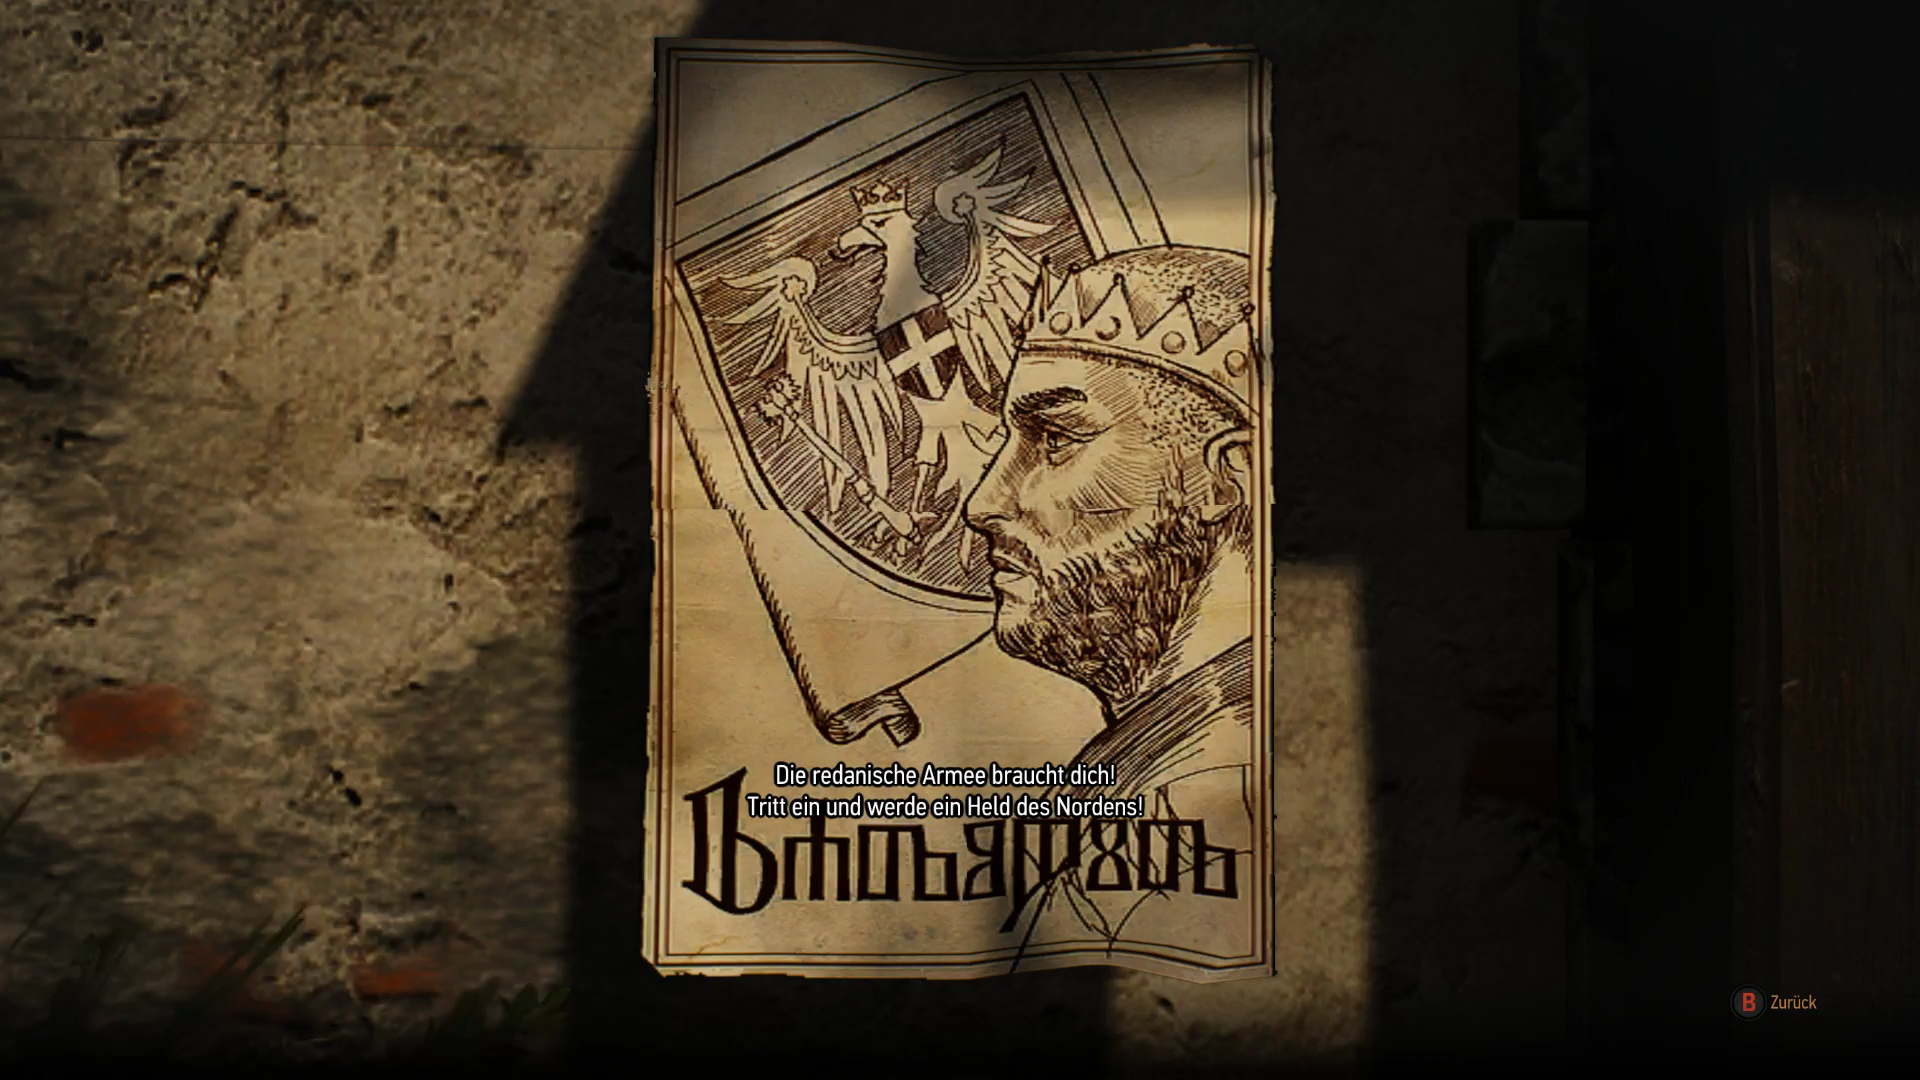 Die redanische Armee braucht dich!
Tritt ein und werde ein Held des Nordens!
B Zurück